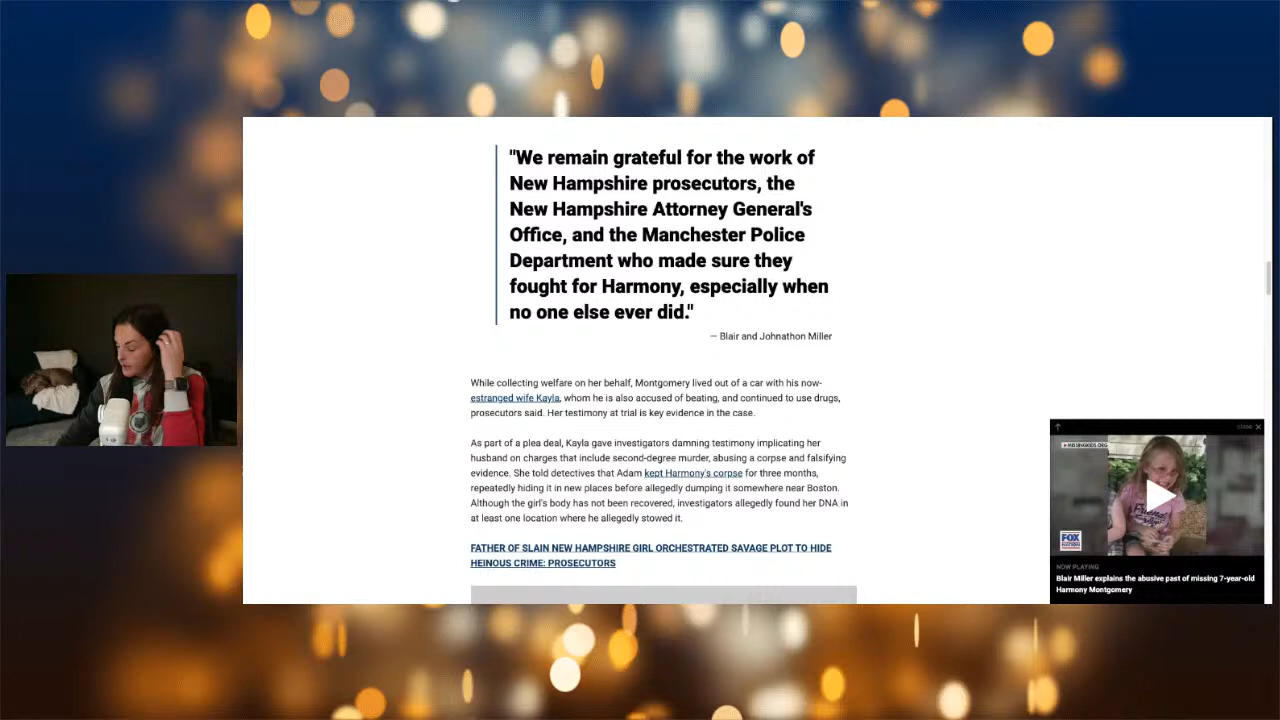 "We remain grateful for the work of
New Hampshire prosecutors, the
New Hampshire Attorney General's
Office, and the Manchester Police
Department who made sure they
fought for Harmony, especially when
no one else ever did."
— Blair and Johnathon Miller
While collecting welfare on her behalf, Montgomery lived out of a car with his now-
estranged wife Kayla, whom he is also accused of beating, and continued to use drugs,
prosecutors said. Her testimony at trial is key evidence in the case.
As part of a plea deal, Kayla gave investigators damning testimony implicating her
husband on charges that include second-degree murder, abusing a corpse and falsifying
evidence. She told detectives that Adam kept Harmony's corpse for three months,
repeatedly hiding it in new places before allegedly dumping it somewhere near Boston.
Although the girl's body has not been recovered, investigators allegedly found her DNA in
at least one location where he allegedly stowed it.
FATHER OF SLAIN NEW HAMPSHIRE GIRL ORCHESTRATED SAVAGE PLOT TO HIDE
HEINOUS CRIME: PROSECUTORS
close ×
MISSINGKIDS.ORG
FOX
NOW PLAYING
Blair Miller explains the abusive past of missing 7-year-old
Harmony Montgomery